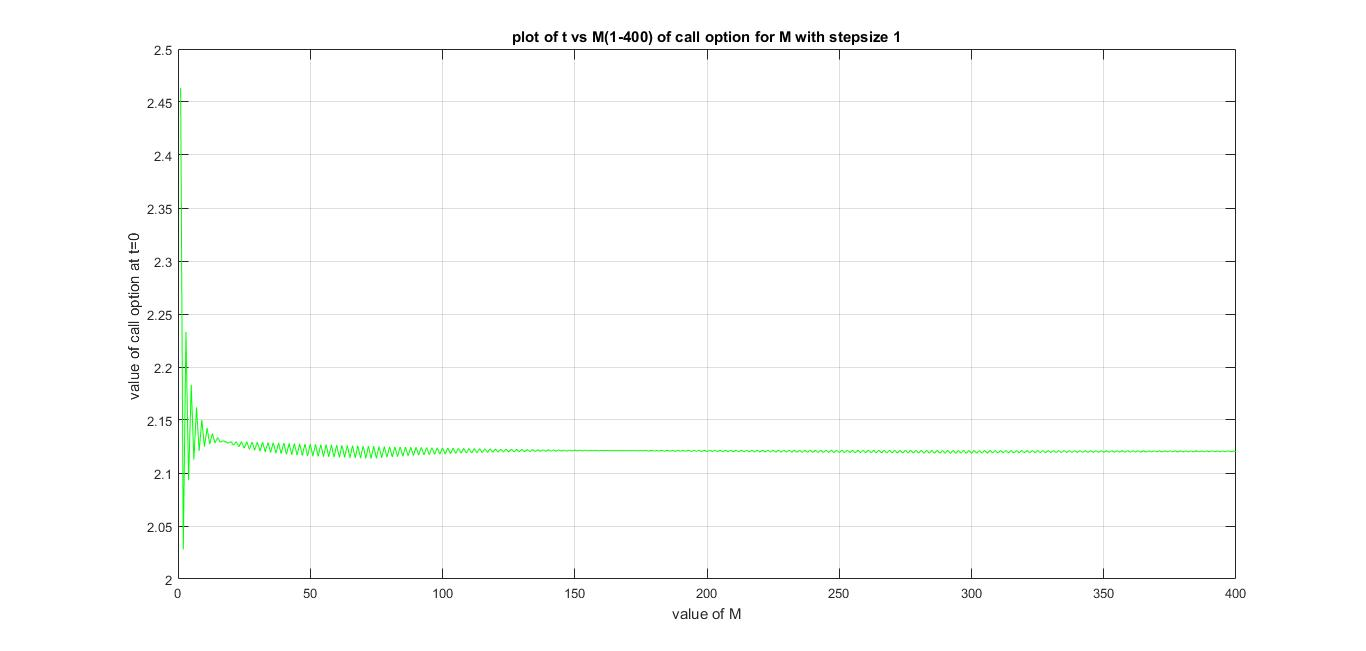 plot of t vs M(1-400) of call option for M with stepsize 1
value of call option at t=0
2.5
2.45
2.4
2.35
2.3
2.25
2.2
2.15
2.1
2.05
2
0 50 100 150 200 250 300 350 400
value of M